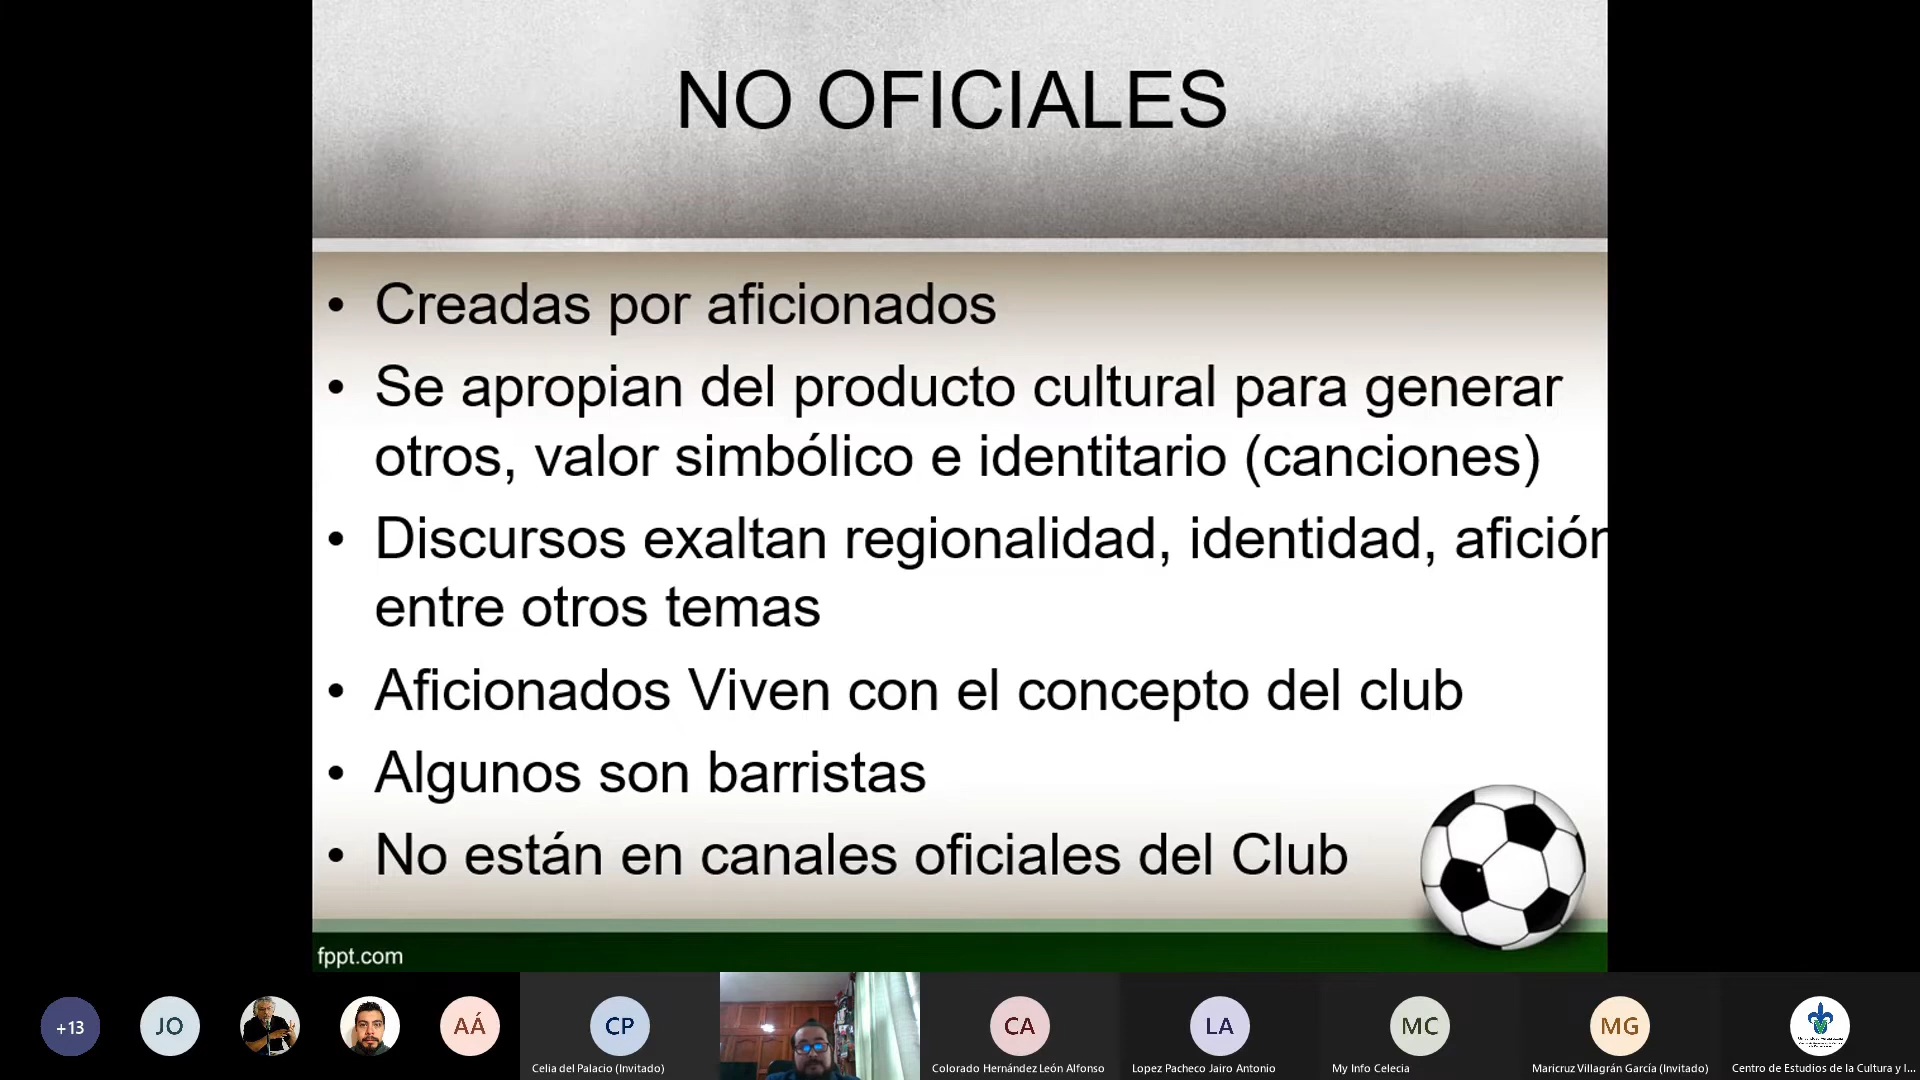 NO OFICIALES
• Creadas por aficionados
• Se apropian del producto cultural para generar
otros, valor simbólico e identitario (canciones)
• Discursos exaltan regionalidad, identidad, afición
entre otros temas
• Aficionados Viven con el concepto del club
• Algunos son barristas
• No están en canales oficiales del Club
fppt.com
+13
JO
AÁ
CP
CA
LA
MC
MG
Celia del Palacio (Invitado)
Colorado Hernández León Alfonso
Lopez Pacheco Jairo Antonio
My Info Celecia
Maricruz Villagrán García (Invitado)
Centro de Estudios de la Cultura y l...